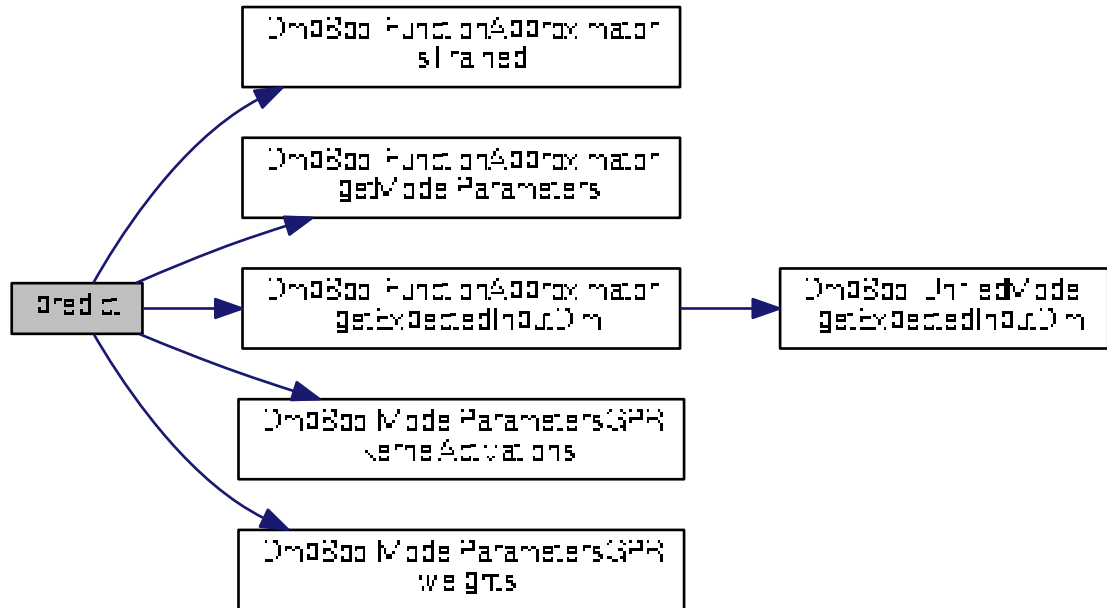 DmpBbo::FunctionApproximator
::isTrained
DmpBbo::FunctionApproximator
::getModelParameters
predict
DmpBbo::FunctionApproximator
::getExpectedInputDim
DmpBbo::UnifiedModel
::getExpectedInputDim
DmpBbo::ModelParametersGPR
::kernelActivations
DmpBbo::ModelParametersGPR
::weights